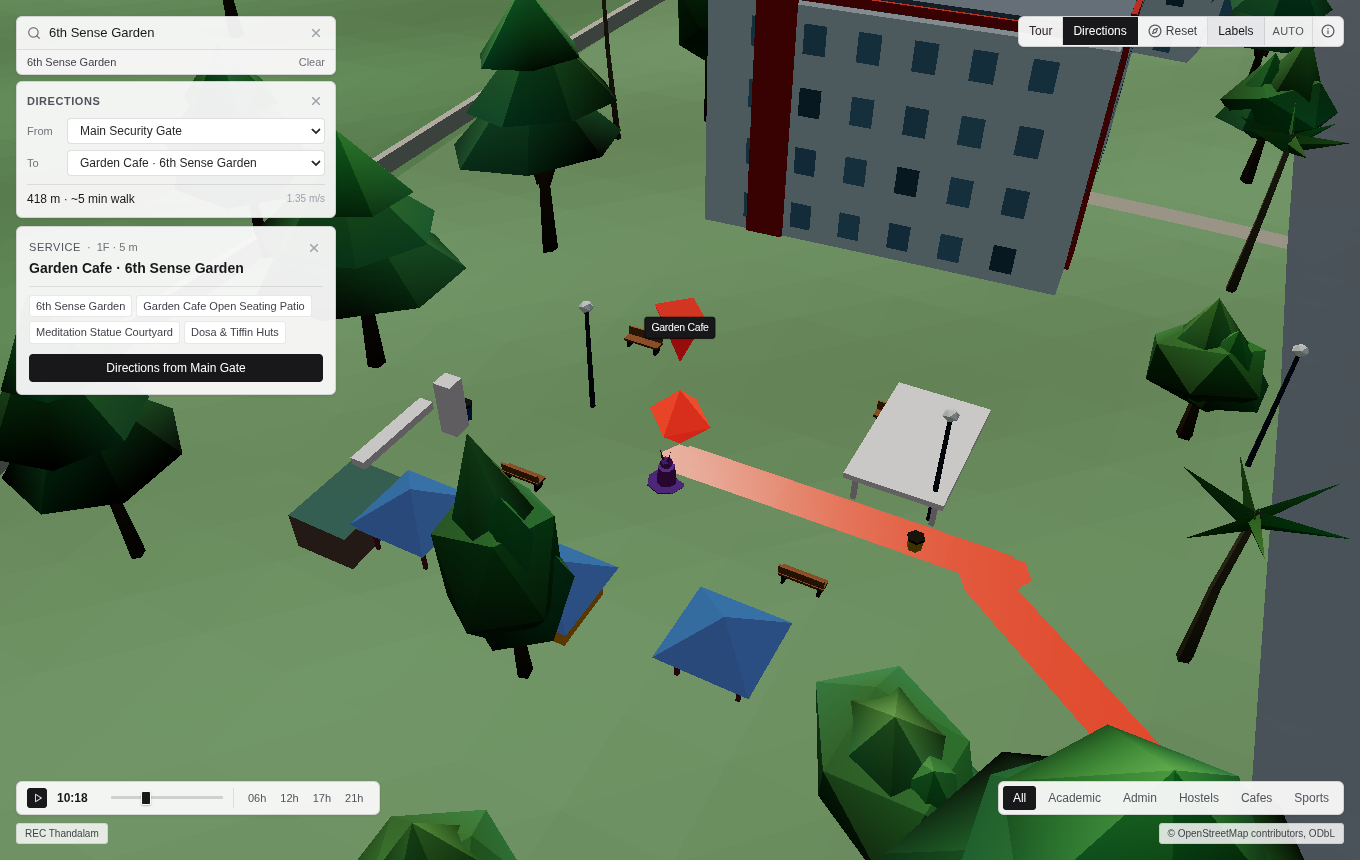 6th Sense Garden
6th Sense Garden
Clear
DIRECTIONS
From
Main Security Gate
To
Garden Cafe · 6th Sense Garden
418 m · ~5 min walk
1.35 m/s
SERVICE · 1F · 5 m
Garden Cafe · 6th Sense Garden
6th Sense Garden
Garden Cafe Open Seating Patio
Meditation Statue Courtyard
Dosa & Tiffin Huts
Directions from Main Gate
Tour
Directions
Reset
Labels
AUTO
Garden Cafe
10:18
06h
12h
17h
21h
REC Thandalam
All
Academic
Admin
Hostels
Cafes
Sports
© OpenStreetMap contributors, ODbL